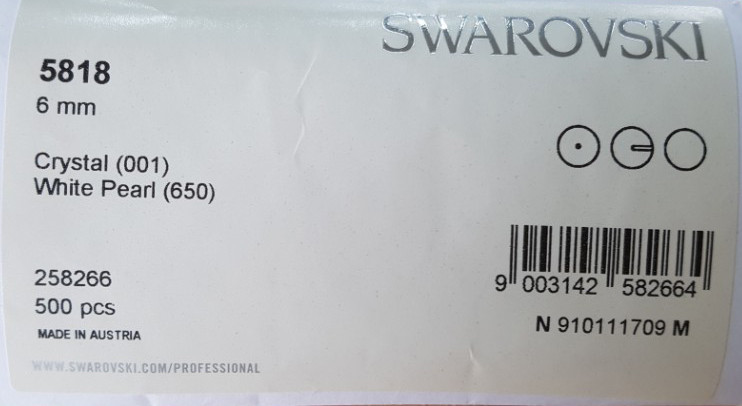 SWAROVSKI
5818
6 mm
Crystal (001)
White Pearl (650)
258266
500 pcs
MADE IN AUSTRIA
WWW.SWAROVSKI.COM/PROFESSIONAL
9 003142 582664
N 910111709 M